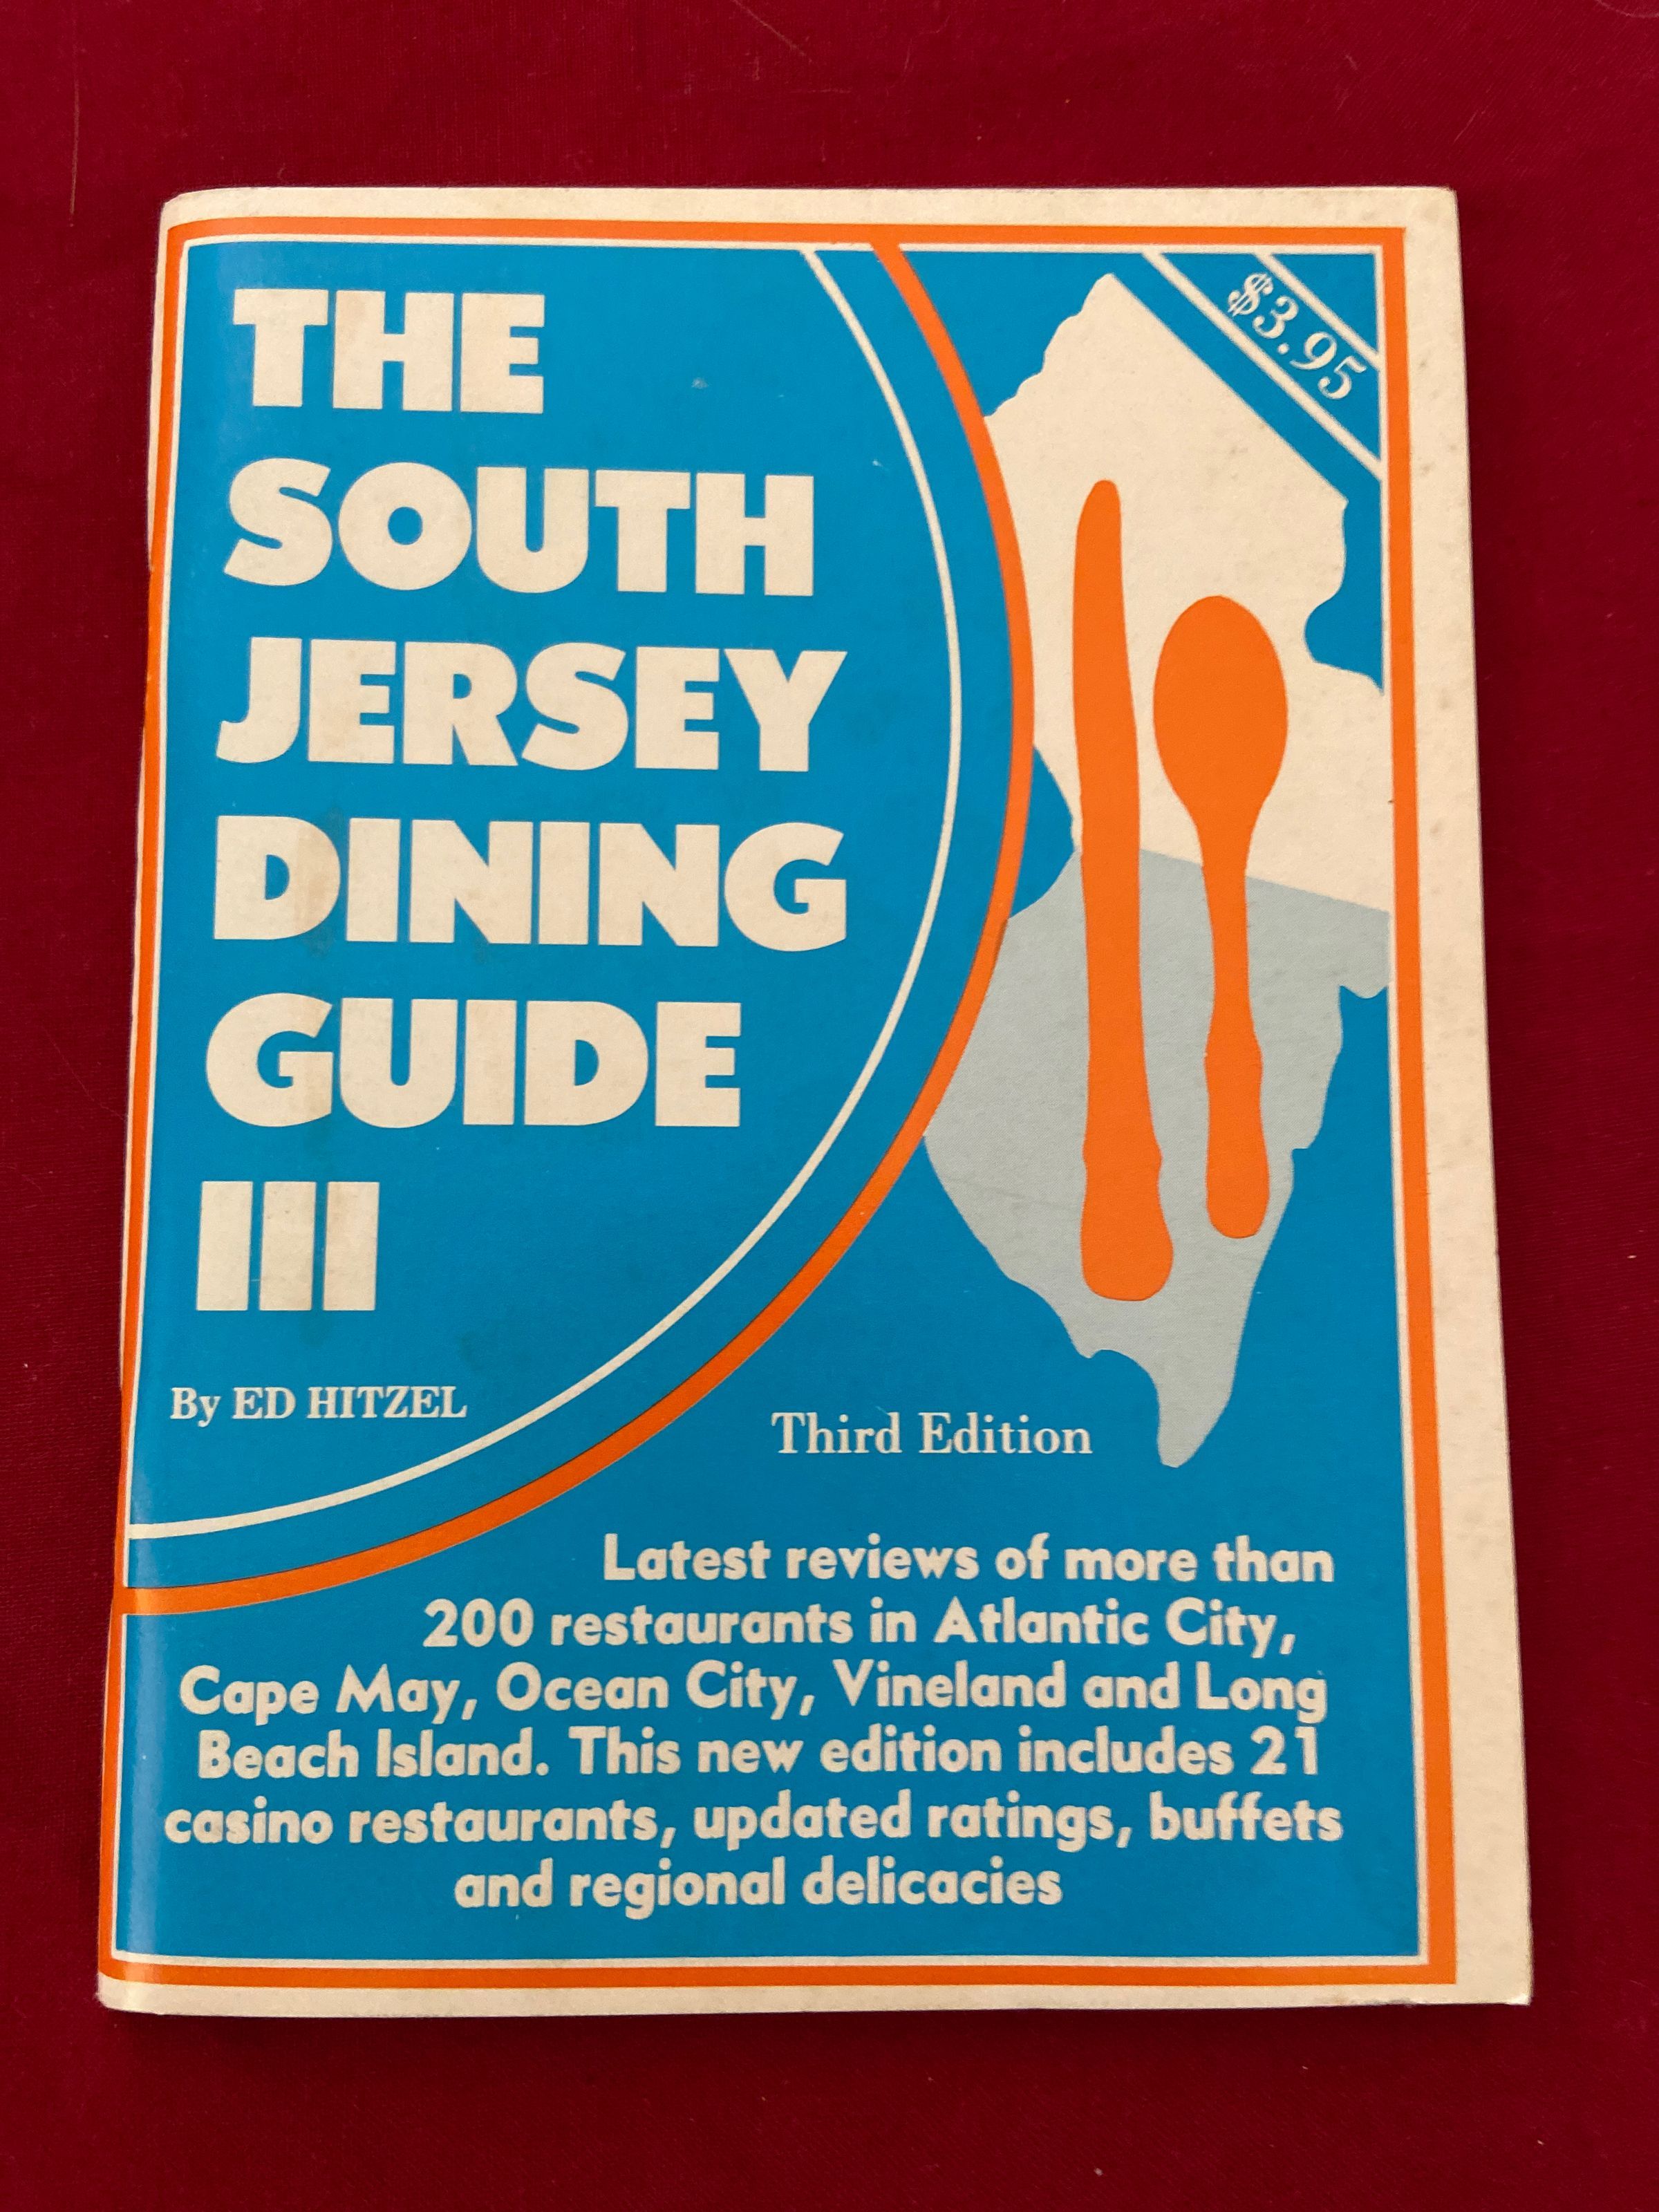 THE
SOUTH
JERSEY
DINING
GUIDE
III
$3.95
By ED HITZEL
Third Edition
Latest reviews of more than
200 restaurants in Atlantic City,
Cape May, Ocean City, Vineland and Long
Beach Island. This new edition includes 21
casino restaurants, updated ratings, buffets
and regional delicacies